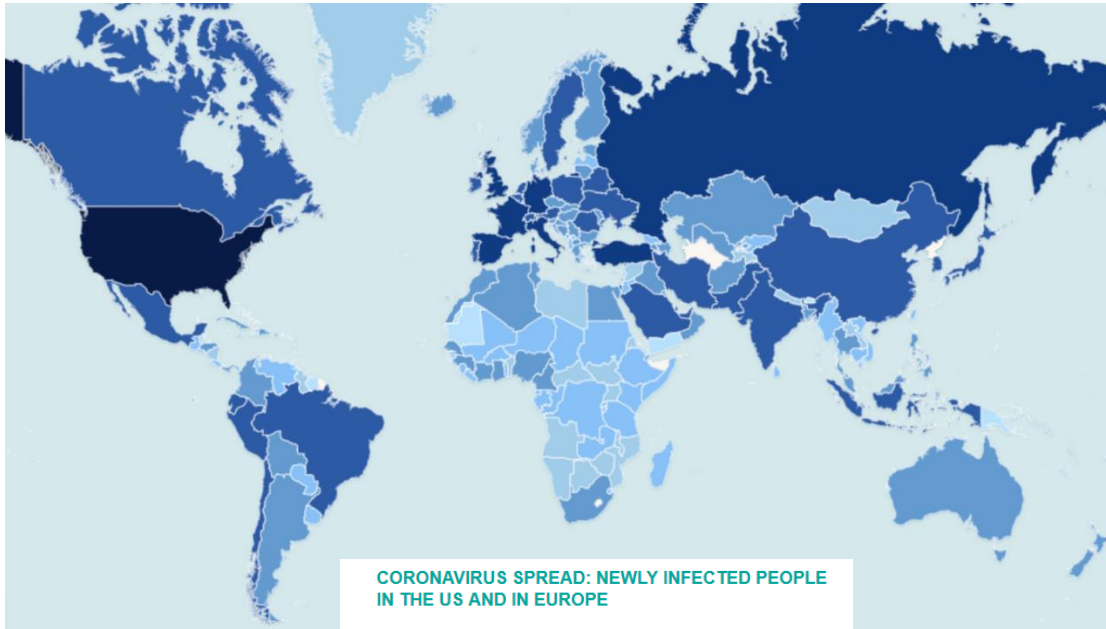 CORONAVIRUS SPREAD: NEWLY INFECTED PEOPLE
IN THE US AND IN EUROPE